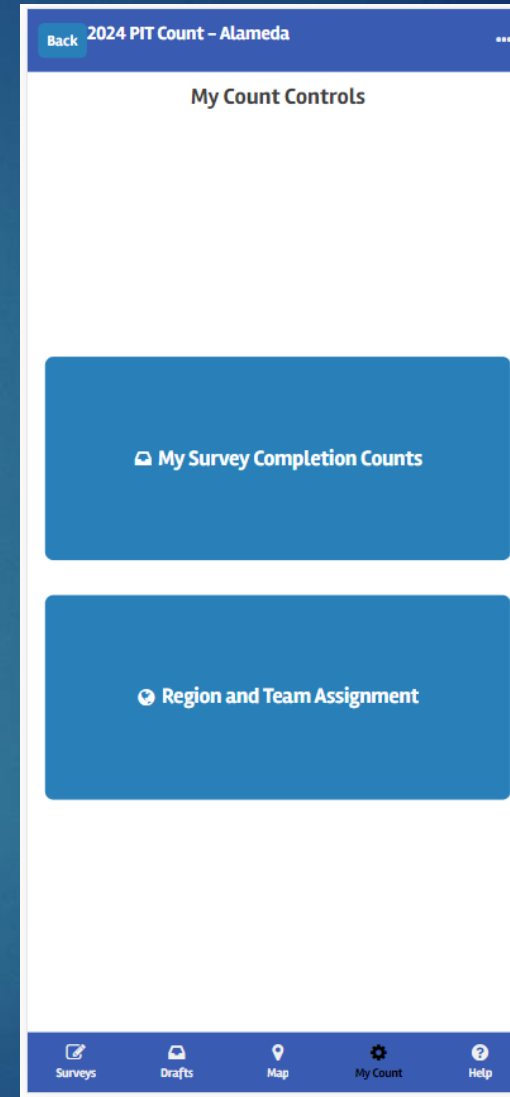 Back
2024 PIT Count – Alameda
...
My Count Controls
My Survey Completion Counts
Region and Team Assignment
Surveys
Drafts
Map
My Count
Help